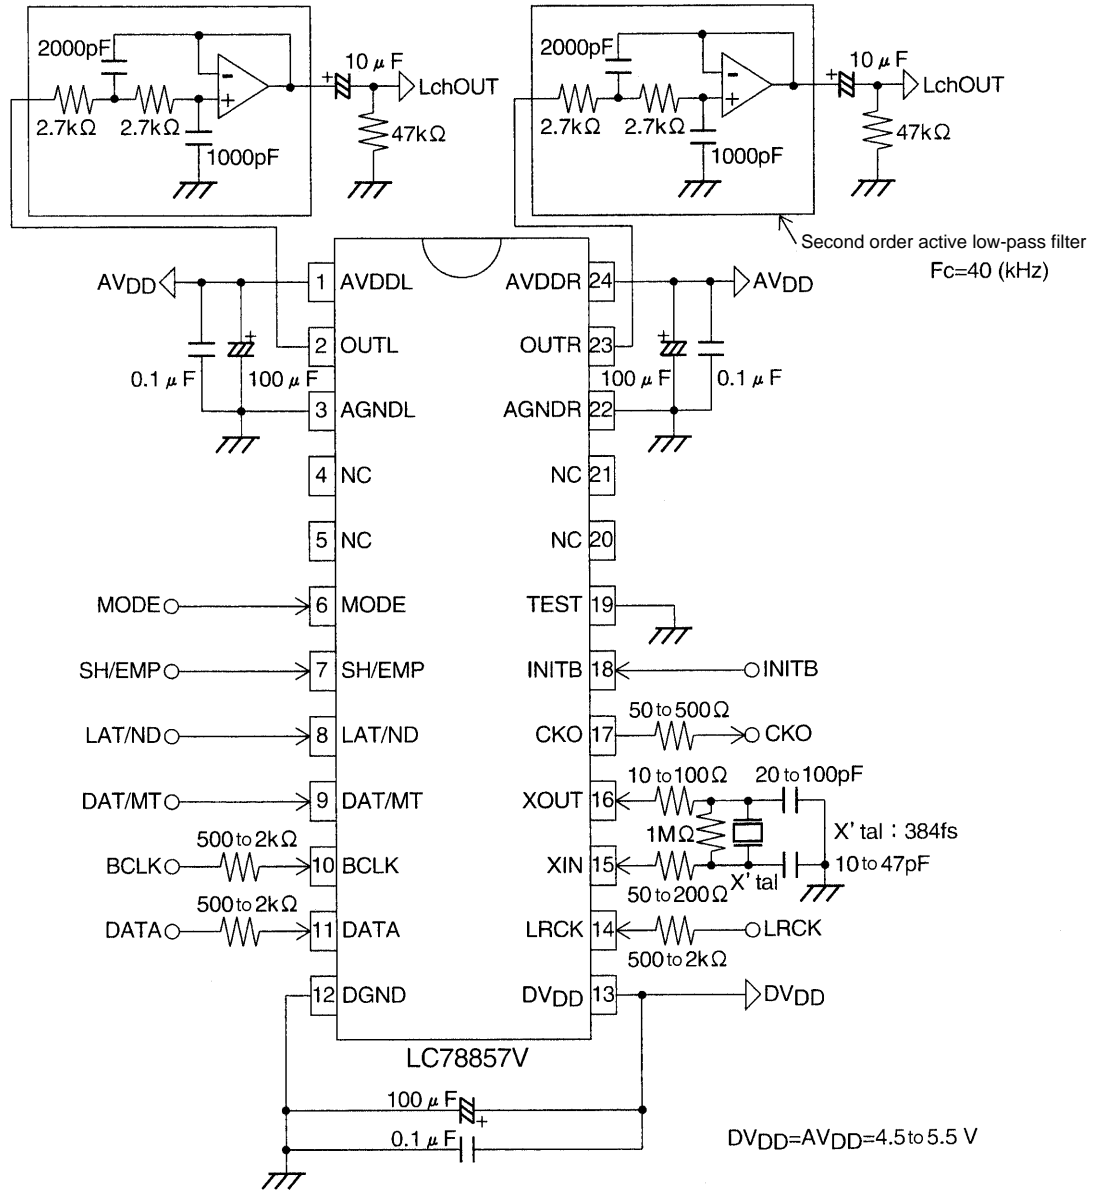 2000pF
10 μF
LchOUT
2.7kΩ 2.7kΩ
47kΩ
1000pF
2000pF
10 μF
LchOUT
2.7kΩ 2.7kΩ
47kΩ
1000pF
Second order active low-pass filter
Fc=40 (kHz)
AVDD 1 AVDDL
AVDDR 24 AVDD
2 OUTL
OUTR 23
0.1 μF 100 μF
100 μF 0.1 μF
3 AGNDL
AGNDR 22
4 NC
NC 21
5 NC
NC 20
MODE 6 MODE
TEST 19
SH/EMP 7 SH/EMP
INITB 18 INITB
LAT/ND 8 LAT/ND
50 to 500Ω
CKO 17 CKO
DAT/MT 9 DAT/MT
10 to 100Ω 20 to 100pF
XOUT 16
1MΩ
X'tal : 384fs
500 to 2kΩ
BCLK 10 BCLK
XIN 15
10 to 47pF
X'tal
50 to 200Ω
500 to 2kΩ
DATA 11 DATA
LRCK 14 LRCK
500 to 2kΩ
12 DGND
DVDD 13 DVDD
LC78857V
100 μF
0.1 μF
DVDD=AVDD=4.5 to 5.5 V
+
-
+
+
-
+
+
+
+